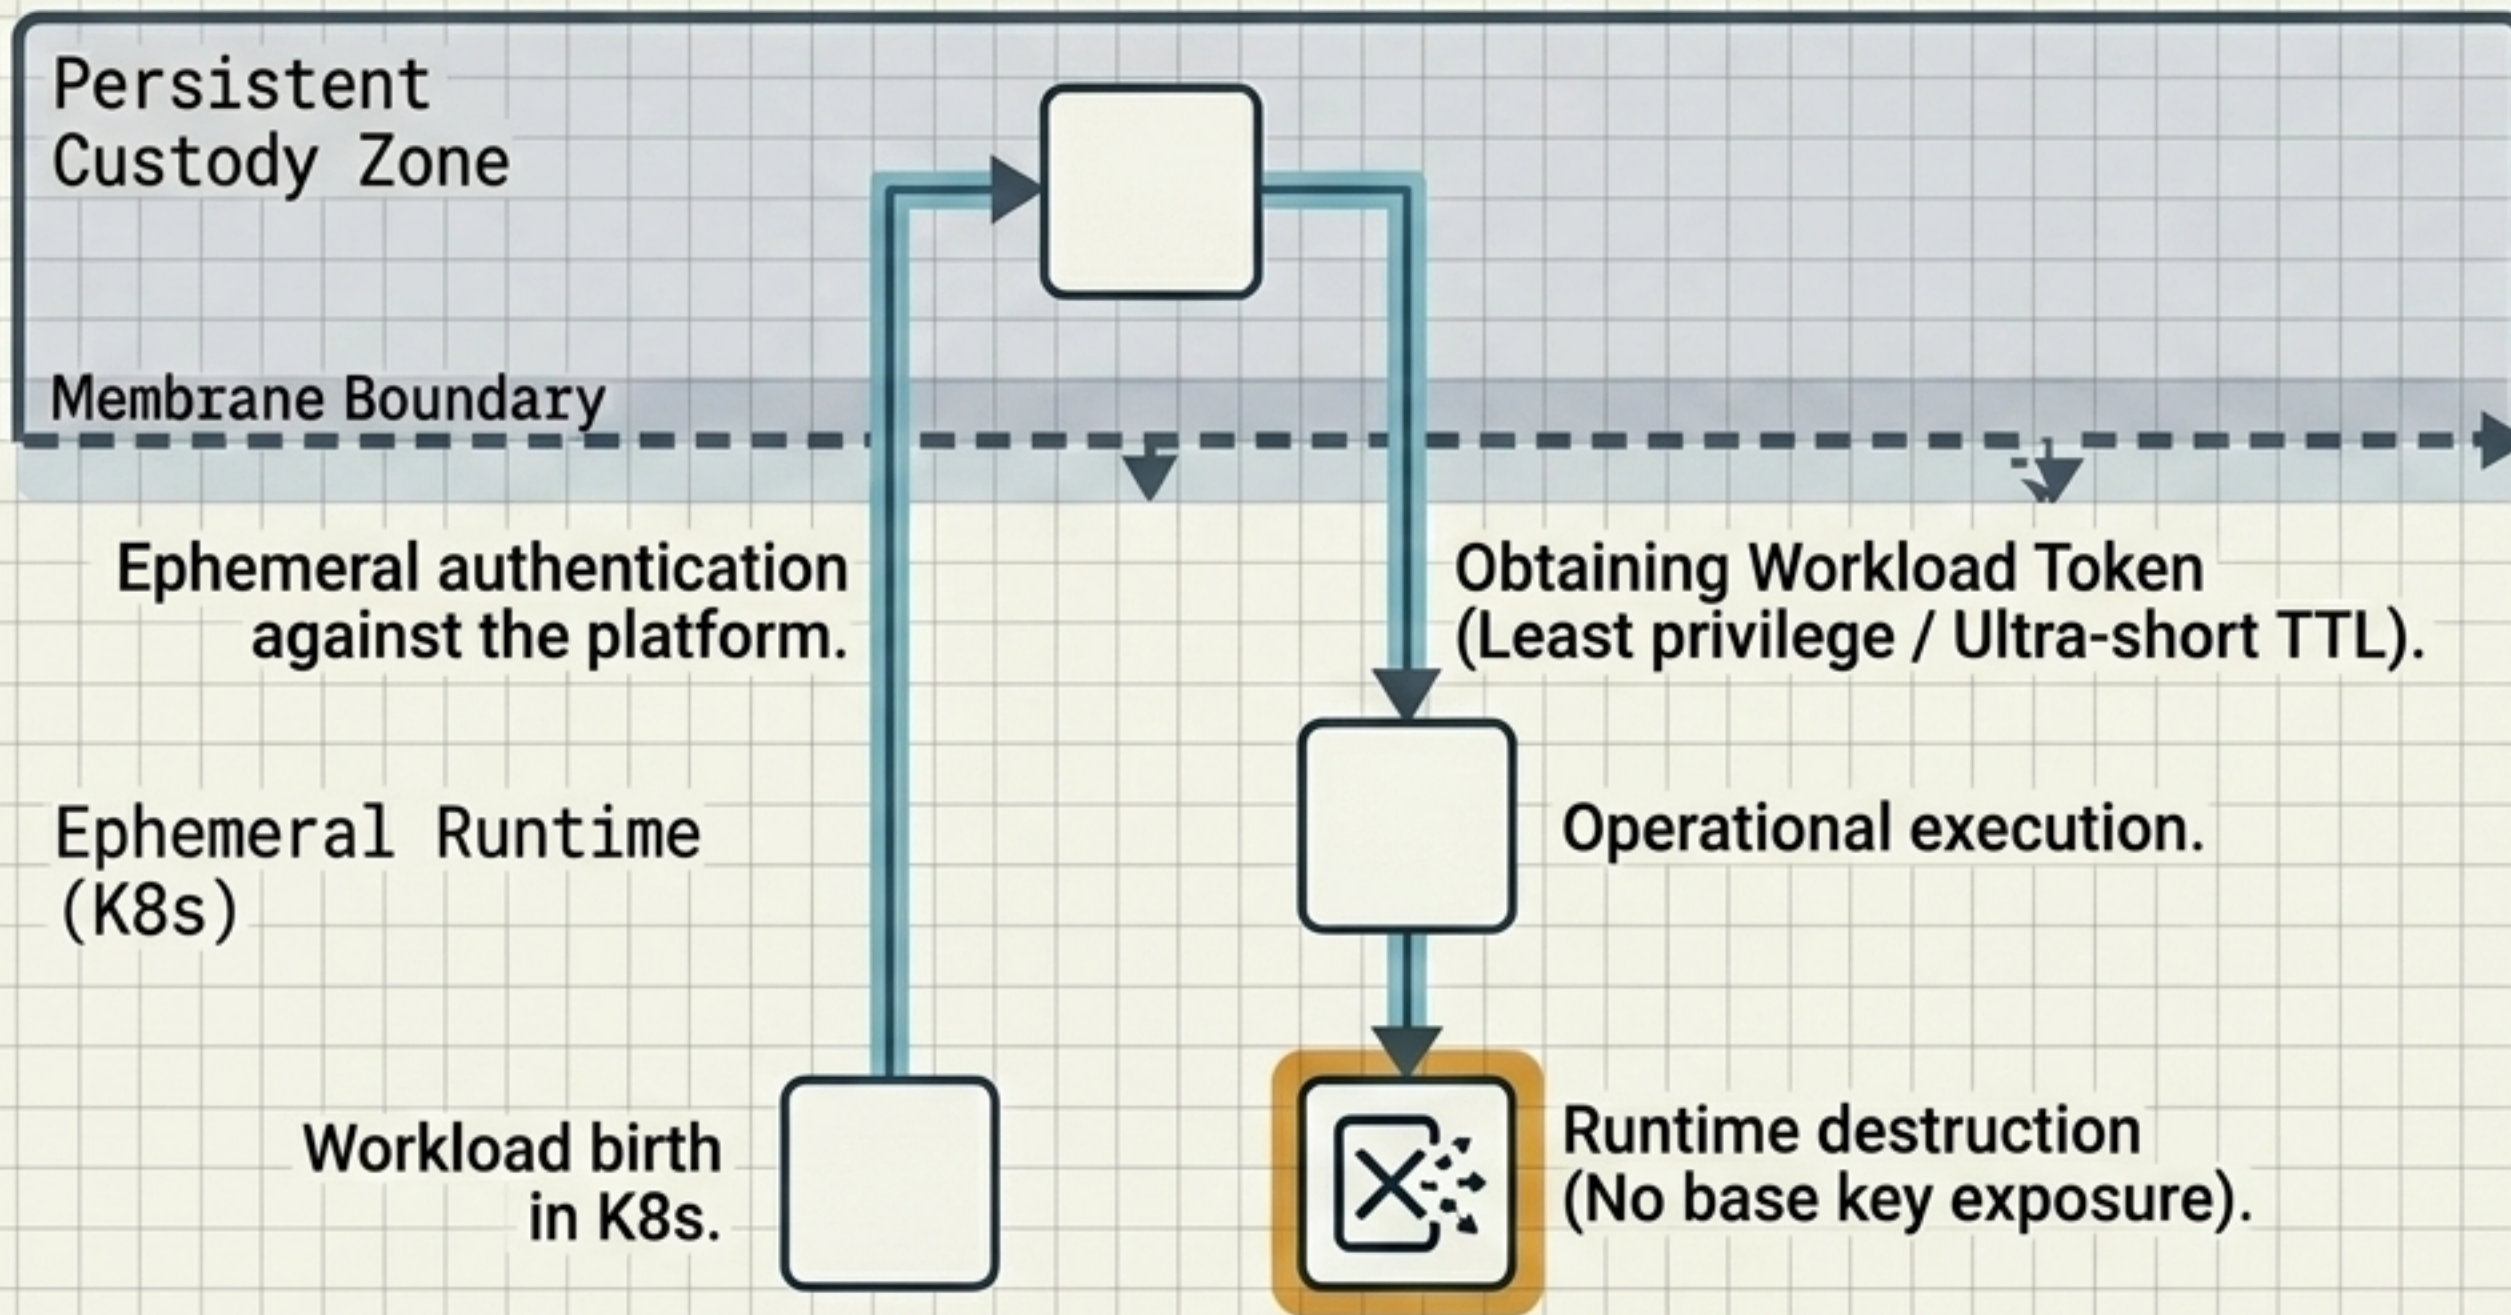 Persistent
Custody Zone
Membrane Boundary
Ephemeral authentication
against the platform.
Obtaining Workload Token
(Least privilege / Ultra-short TTL).
Ephemeral Runtime
(K8s)
Operational execution.
Workload birth
in K8s.
Runtime destruction
(No base key exposure).